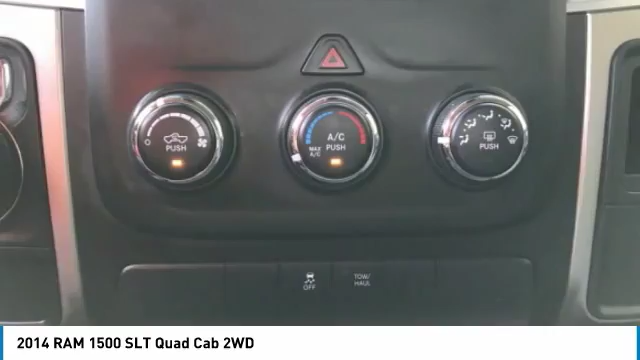 O
PUSH
A/C
MAX
A/C
PUSH
PUSH
OFF
TOW/
HAUL
2014 RAM 1500 SLT Quad Cab 2WD